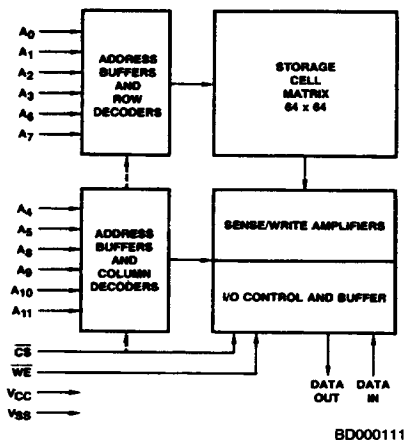 A0
A1
A2
A3
A6
A7
ADDRESS
BUFFERS
AND
ROW
DECODERS
STORAGE
CELL
MATRIX
64 x 64
A4
A5
A8
A9
A10
A11
ADDRESS
BUFFERS
AND
COLUMN
DECODERS
SENSE/WRITE AMPLIFIERS
I/O CONTROL AND BUFFER
CS
WE
VCC
VSS
DATA
OUT
DATA
IN
BD000111